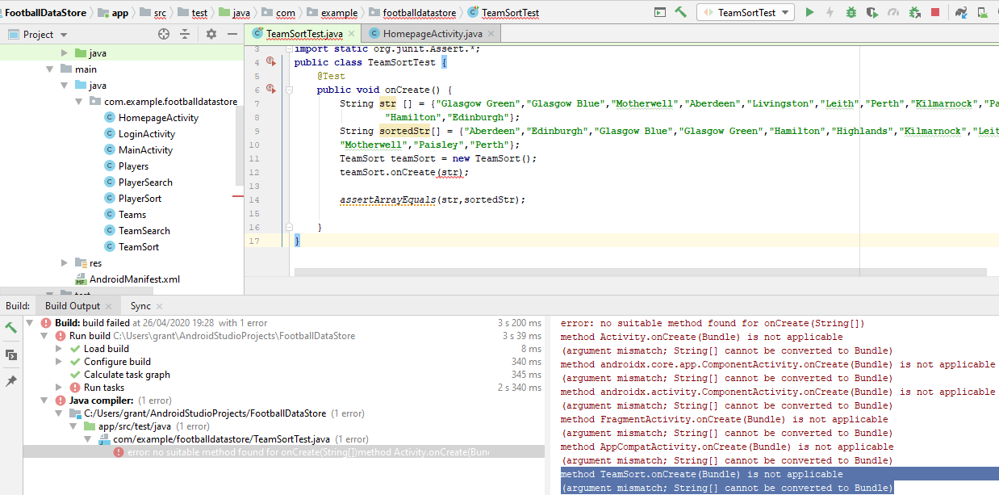 FootballDataStore app src test java com example footballdatastore TeamSortTest TeamSortTest
Project
TeamSortTest.java HomepageActivity.java
java
main
java
com.example.footballdatastore
HomepageActivity
LoginActivity
MainActivity
Players
PlayerSearch
PlayerSort
Teams
TeamSearch
TeamSort
res
AndroidManifest.xml
test
3 import static org.junit.Assert.*;
4 public class TeamSortTest {
5 @Test
6 public void onCreate() {
7 String str [] = {"Glasgow Green","Glasgow Blue","Motherwell","Aberdeen","Livingston","Leith","Perth","Kilmarnock","Pa
8 "Hamilton","Edinburgh"};
9 String sortedStr[] = {"Aberdeen","Edinburgh","Glasgow Blue","Glasgow Green","Hamilton","Highlands","Kilmarnock","Leit
10 "Motherwell","Paisley","Perth"};
11 TeamSort teamSort = new TeamSort();
12 teamSort.onCreate(str);
13
14 assertArrayEquals(str,sortedStr);
15
16 }
17 }
Build: Build Output Sync
Build: build failed at 26/04/2020 19:28 with 1 error 3 s 200 ms
Run build C:\Users\grant\AndroidStudioProjects\FootballDataStore 3 s 39 ms
Load build 8 ms
Configure build 340 ms
Calculate task graph 345 ms
Run tasks 2 s 340 ms
Java compiler: (1 error)
C:/Users/grant/AndroidStudioProjects/FootballDataStore (1 error)
app/src/test/java (1 error)
com/example/footballdatastore/TeamSortTest.java (1 error)
error: no suitable method found for onCreate(String[])method Activity.onCreate(Bun
error: no suitable method found for onCreate(String[])
method Activity.onCreate(Bundle) is not applicable
(argument mismatch; String[] cannot be converted to Bundle)
method androidx.core.app.ComponentActivity.onCreate(Bundle) is not applicable
(argument mismatch; String[] cannot be converted to Bundle)
method androidx.activity.ComponentActivity.onCreate(Bundle) is not applicable
(argument mismatch; String[] cannot be converted to Bundle)
method FragmentActivity.onCreate(Bundle) is not applicable
(argument mismatch; String[] cannot be converted to Bundle)
method AppCompatActivity.onCreate(Bundle) is not applicable
(argument mismatch; String[] cannot be converted to Bundle)
method TeamSort.onCreate(Bundle) is not applicable
(argument mismatch; String[] cannot be converted to Bundle)